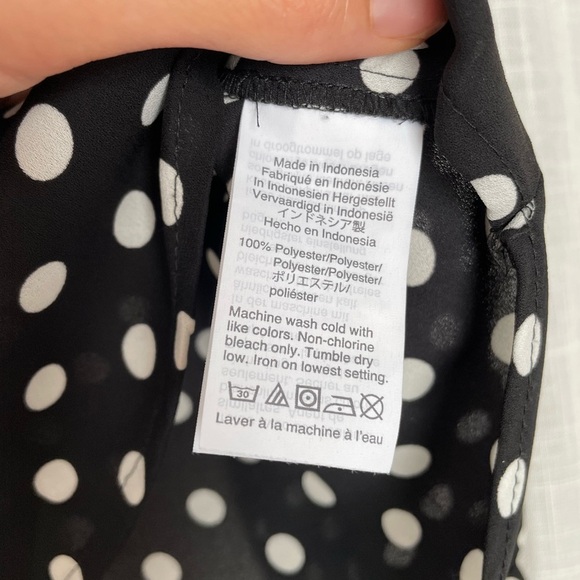 Made in Indonesia
Fabriqué en Indonésie
In Indonesien Hergestellt
Vervaardigd in Indonesië
インドネシア製
Hecho en Indonesia
100% Polyester/Polyester/
Polyester/Polyester/
ポリエステル/
poliéster
Machine wash cold with
like colors. Non-chlorine
bleach only. Tumble dry
low. Iron on lowest setting.
30
Laver à la machine à l'eau